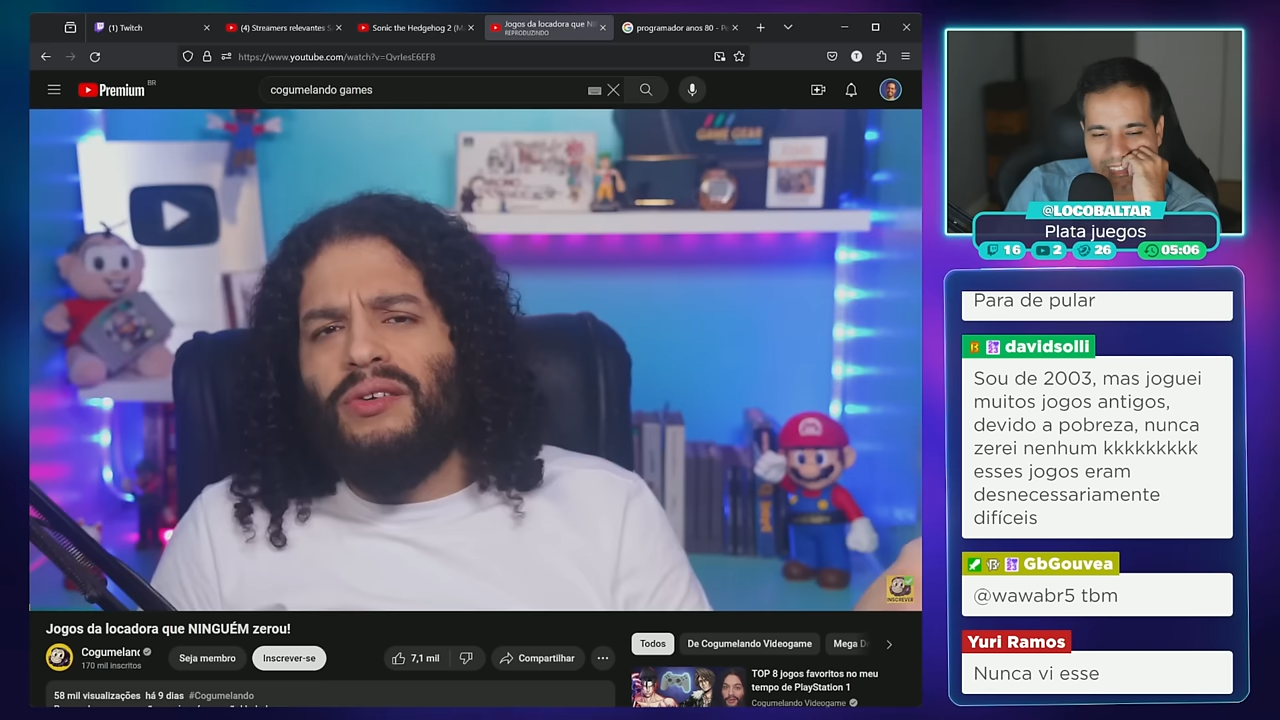 (1) Twitch
(4) Streamers relevantes S
Sonic the Hedgehog 2 (M
Jogos da locadora que N
REPRODUZINDO
programador anos 80 - P
https://www.youtube.com/watch?v=QvrIesE6EF8
Premium
BR
cogumelando games
GAME GEAR
INSCREVER
@LOCOBALTAR
Plata juegos
16
2
26
05:06
Para de pular
davidsolli
Sou de 2003, mas joguei
muitos jogos antigos,
devido a pobreza, nunca
zerei nenhum kkkkkkkkk
esses jogos eram
desnecessariamente
difíceis
GbGouvea
@wawabr5 tbm
Yuri Ramos
Nunca vi esse
Jogos da locadora que NINGUÉM zerou!
Cogumelanc
170 mil inscritos
Seja membro
Inscrever-se
7,1 mil
Compartilhar
58 mil visualizações há 9 dias #Cogumelando
Todos
De Cogumelando Videogame
Mega D
TOP 8 jogos favoritos no meu
tempo de PlayStation 1
Cogumelando Videogame